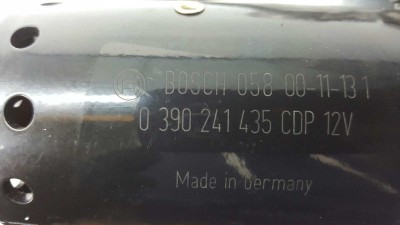 BOSCH 058 00-11-13 1
0 390 241 435 CDP 12V
Made in Germany